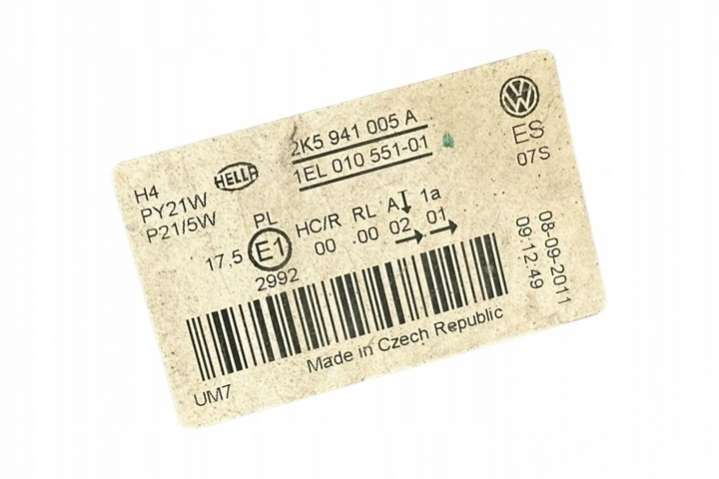 2K5 941 005 A
1EL 010 551-01
HELLA
ES
07S
H4
PY21W
P21/5W
PL HC/R RL A 1a
17,5 E1 00 .00 02 01
2992
08-09-2011
09:12:49
Made in Czech Republic
UM7